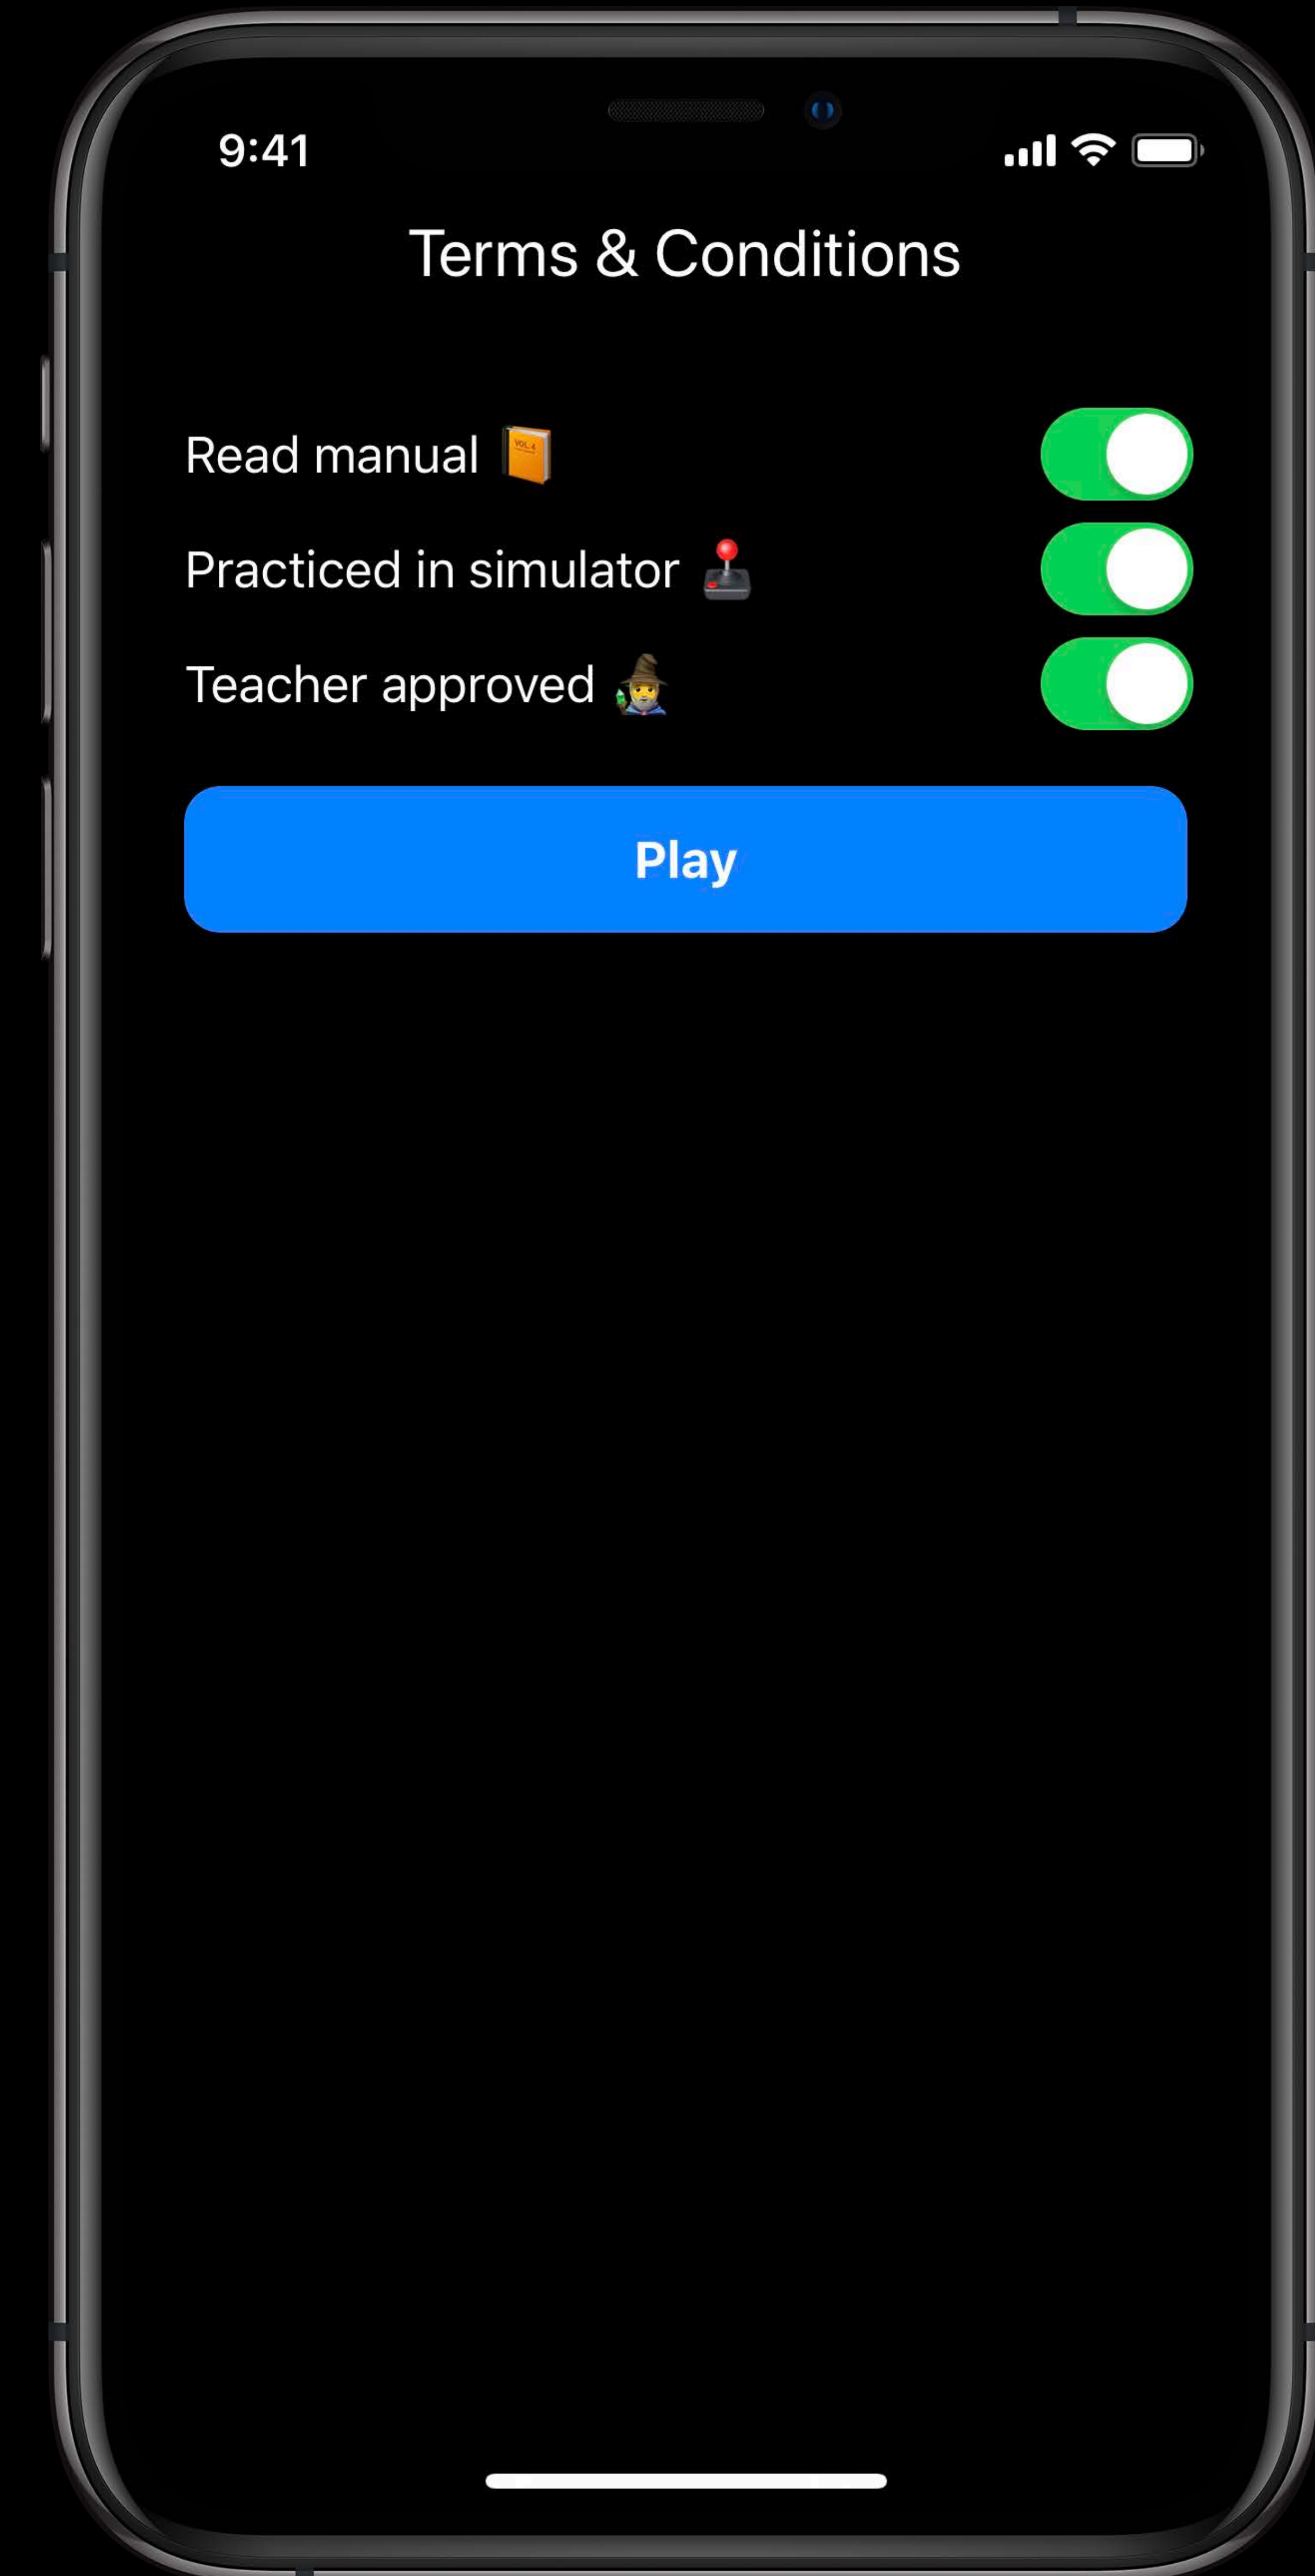 9:41
Terms & Conditions
Read manual 📙
Practiced in simulator 🕹️
Teacher approved 🧙‍♂️
Play